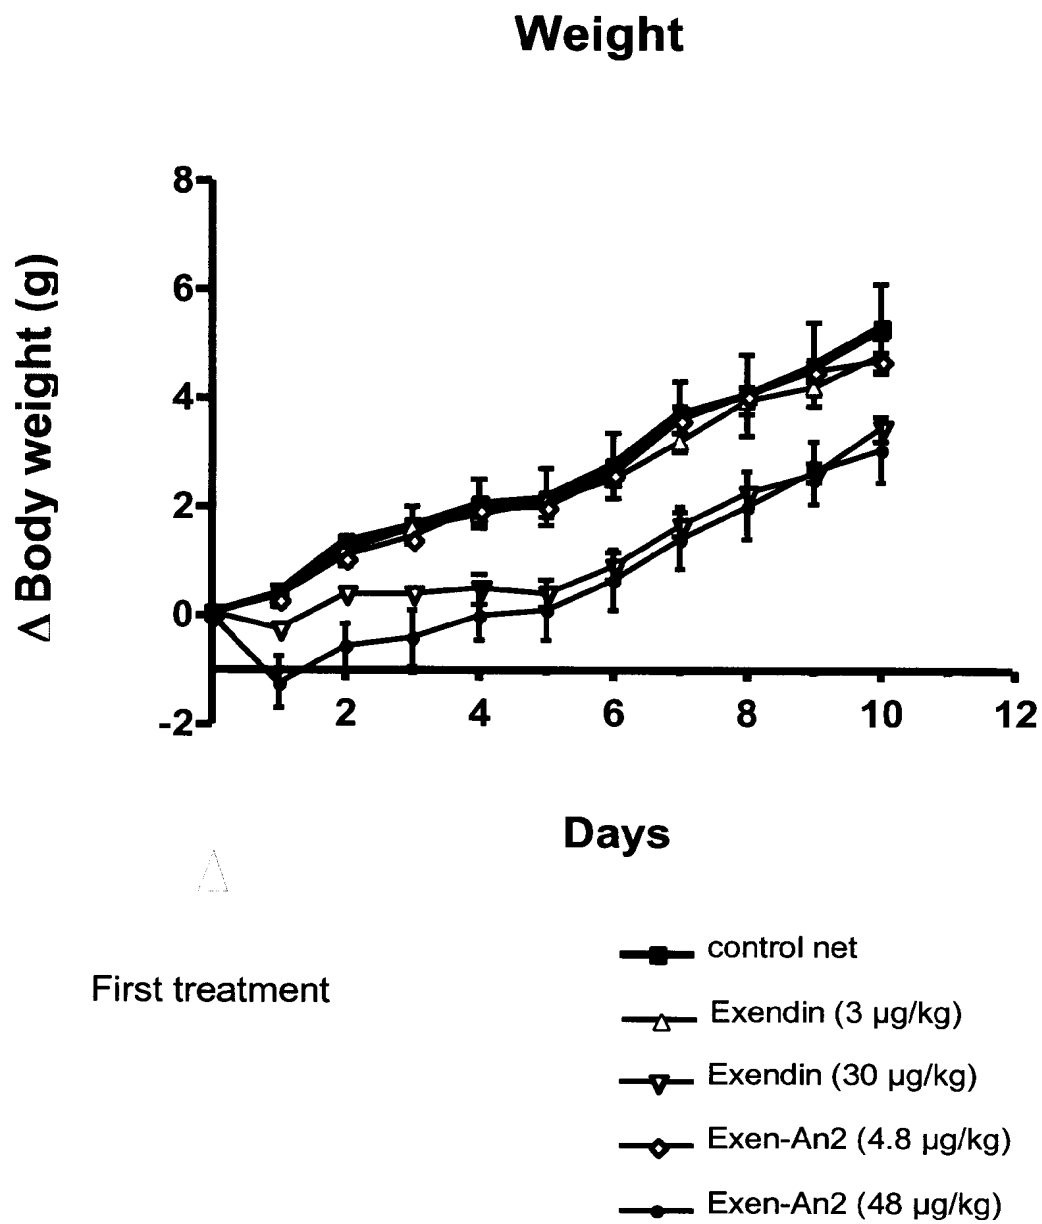 Weight
Δ Body weight (g)
8
6
4
2
0
-2
2
4
6
8
10
12
Days
First treatment
control net
Exendin (3 µg/kg)
Exendin (30 µg/kg)
Exen-An2 (4.8 µg/kg)
Exen-An2 (48 µg/kg)